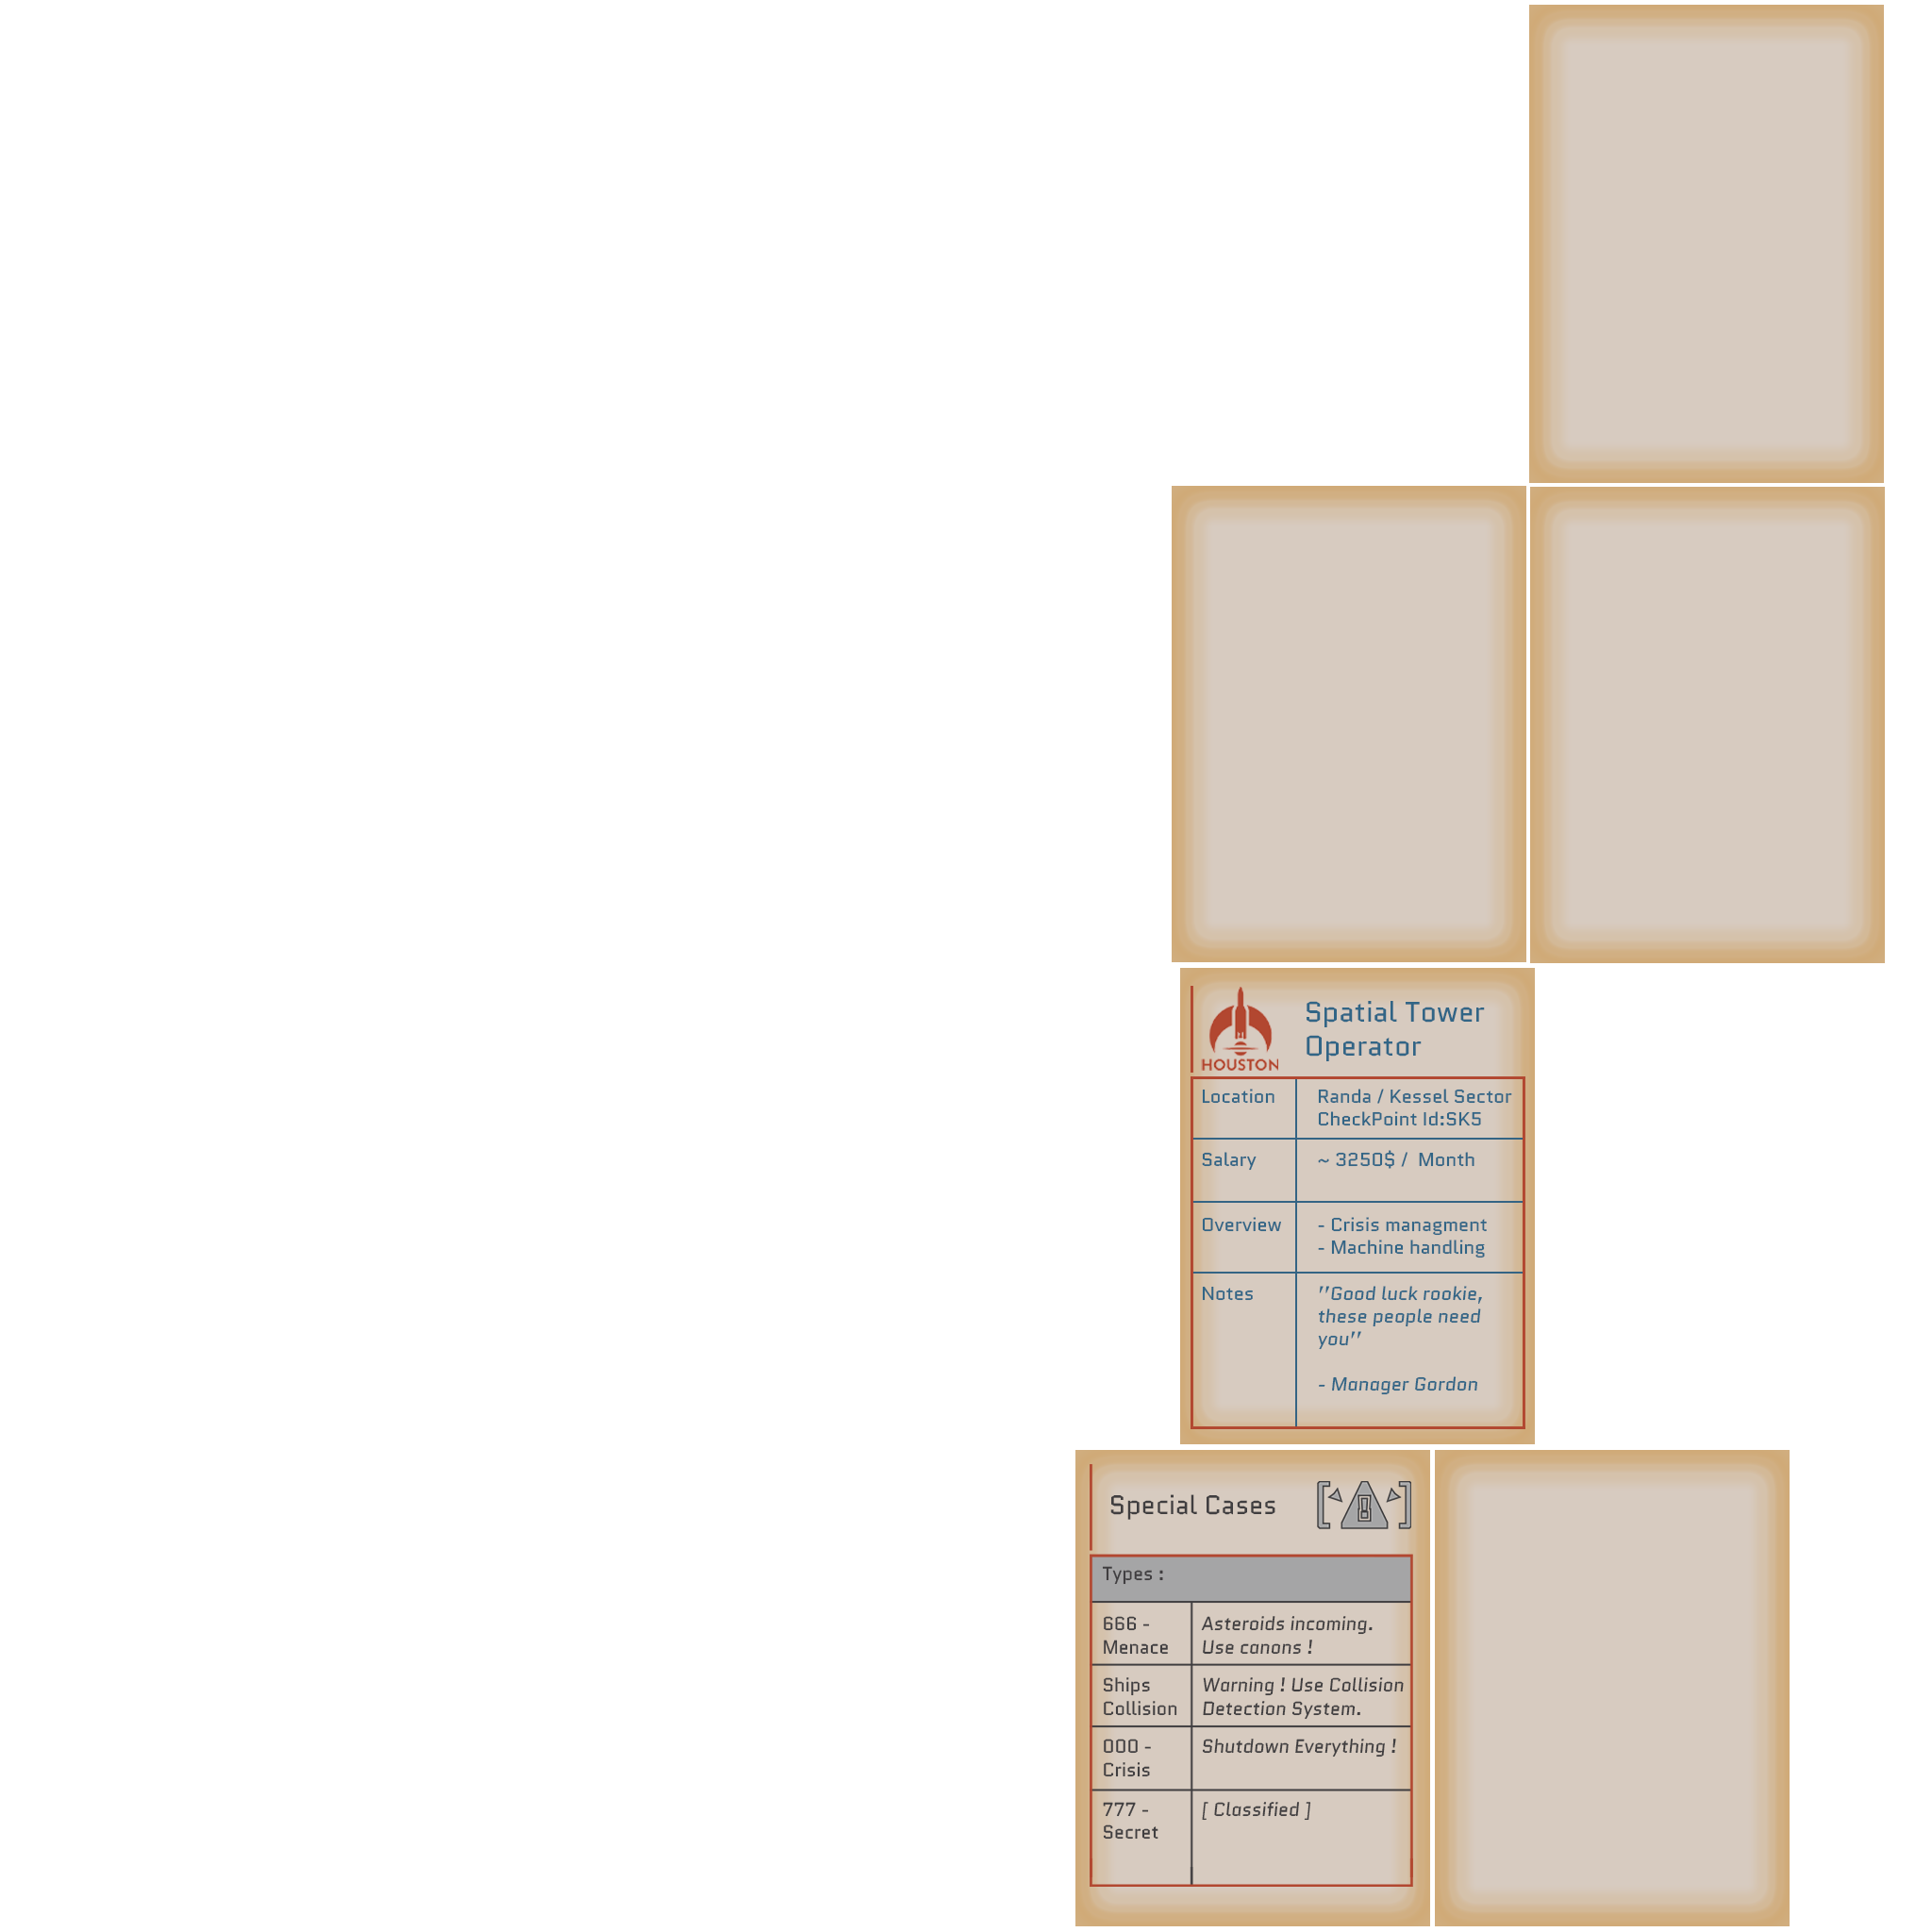 HOUSTON
Spatial Tower
Operator
Location
Randa / Kessel Sector
CheckPoint Id:SK5
Salary
~ 3250$ / Month
Overview
- Crisis managment
- Machine handling
Notes
"Good luck rookie,
these people need
you"
- Manager Gordon
Special Cases
Types :
666 -
Menace
Asteroids incoming.
Use canons !
Ships
Collision
Warning ! Use Collision
Detection System.
000 -
Crisis
Shutdown Everything !
777 -
Secret
[ Classified ]